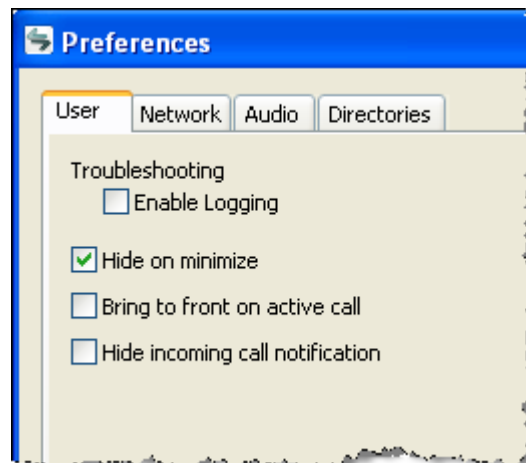 Preferences
User Network Audio Directories
Troubleshooting
Enable Logging
Hide on minimize
Bring to front on active call
Hide incoming call notification